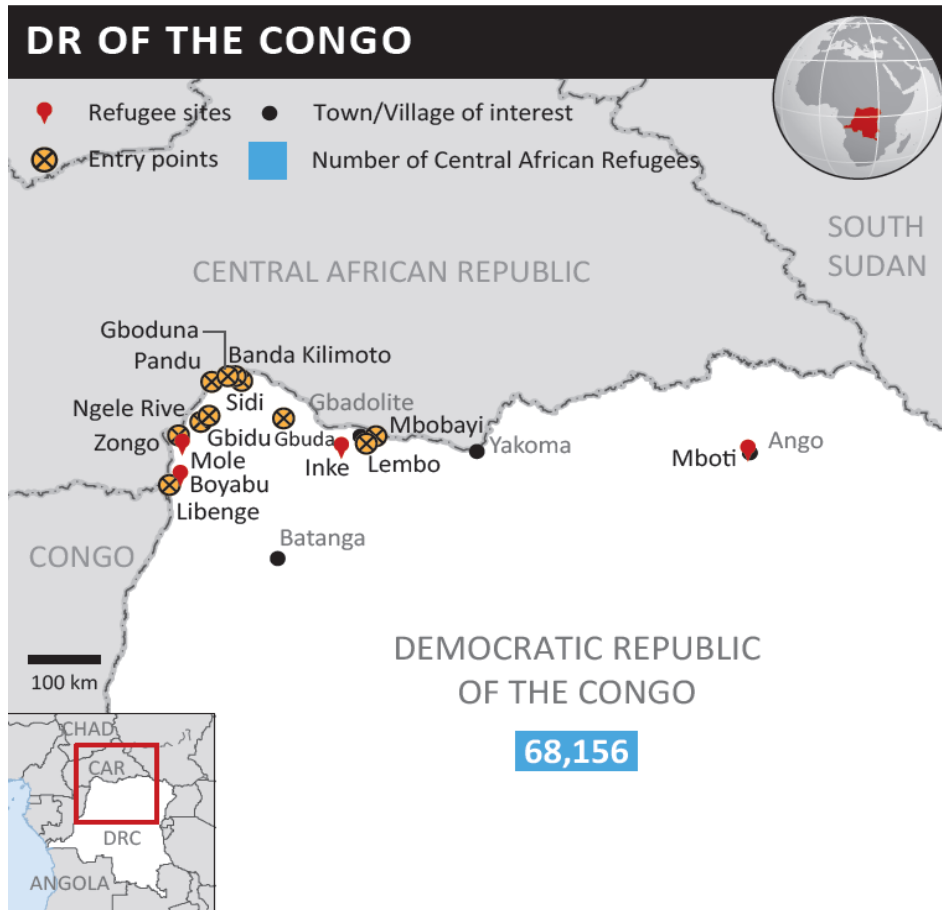 DR OF THE CONGO
Refugee sites
Town/Village of interest
Entry points
Number of Central African Refugees
SOUTH
SUDAN
CENTRAL AFRICAN REPUBLIC
Gboduna
Pandu
Banda Kilimoto
Sidi
Gbadolite
Ngele Rive
Mbobayi
Zongo
Gbidu
Gbuda
Yakoma
Ango
Mole
Inke
Lembo
Mboti
Boyabu
Libenge
Batanga
CONGO
DEMOCRATIC REPUBLIC
OF THE CONGO
100 km
68,156
CHAD
CAR
DRC
ANGOLA